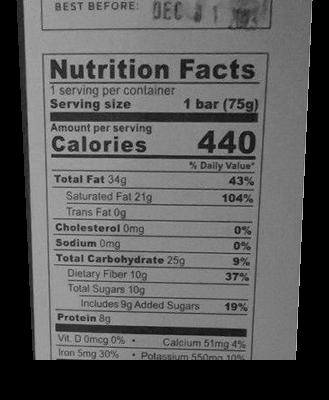 BEST BEFORE: DEC
Nutrition Facts
1 serving per container
Serving size 1 bar (75g)
Amount per serving
Calories 440
% Daily Value*
Total Fat 34g 43%
Saturated Fat 21g 104%
Trans Fat 0g
Cholesterol 0mg 0%
Sodium 0mg 0%
Total Carbohydrate 25g 9%
Dietary Fiber 10g 37%
Total Sugars 10g
Includes 9g Added Sugars 19%
Protein 8g
Vit. D 0mcg 0% • Calcium 51mg 4%
Iron 5mg 30% • Potassium 550mg 10%